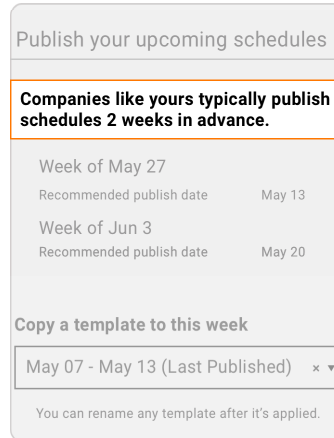 Publish your upcoming schedules
Companies like yours typically publish
schedules 2 weeks in advance.
Week of May 27
Recommended publish date May 13
Week of Jun 3
Recommended publish date May 20
Copy a template to this week
May 07 - May 13 (Last Published) × ▾
You can rename any template after it's applied.